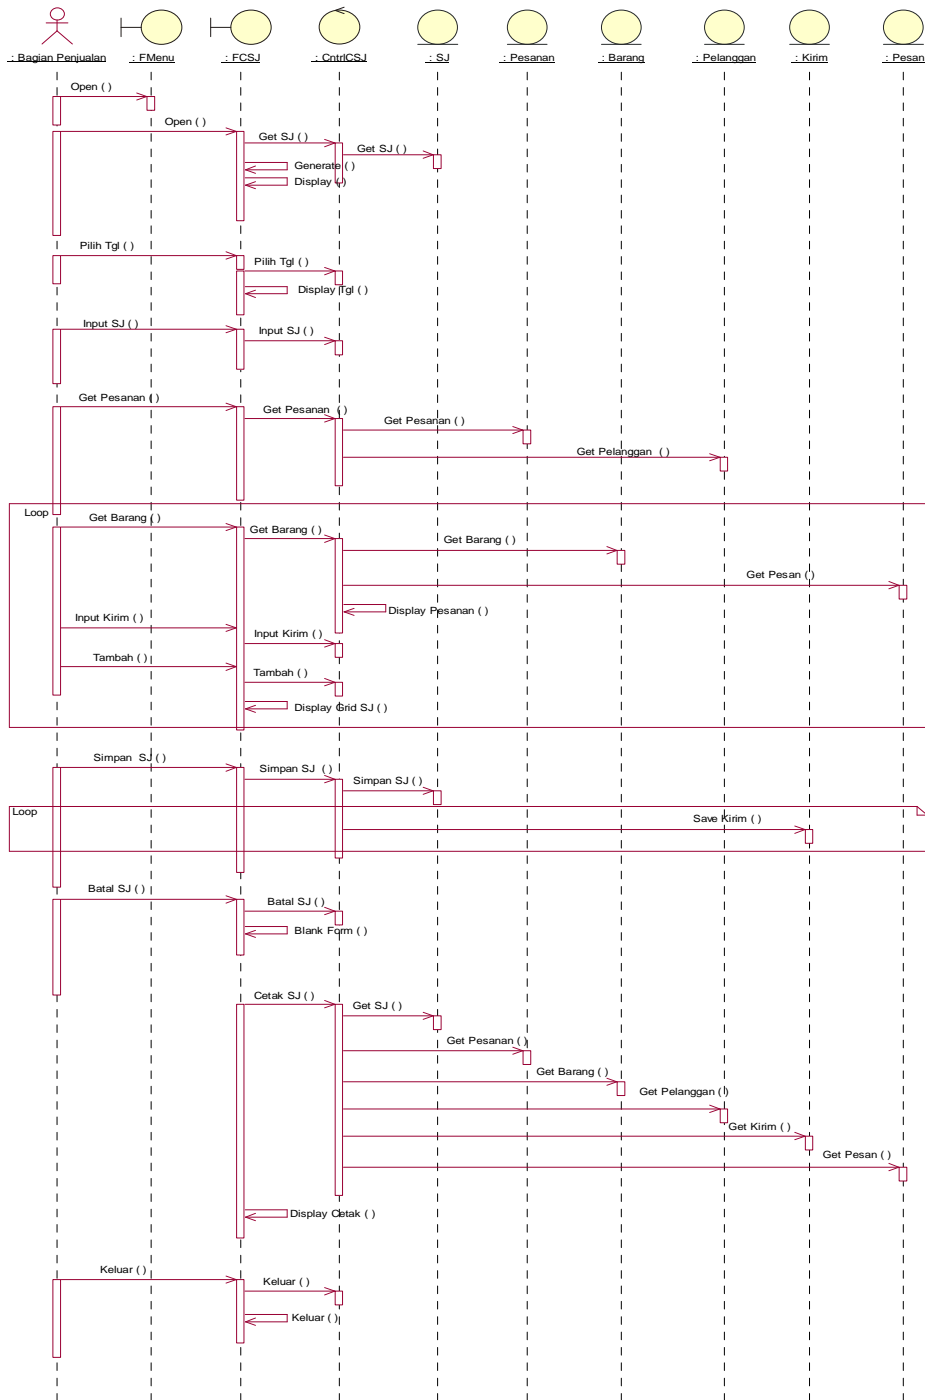 : Bagian Penjualan
: FMenu
: FCSJ
: CntrlCSJ
: SJ
: Pesanan
: Barang
: Pelanggan
: Kirim
: Pesan
Open ( )
Open ( )
Get SJ ( )
Get SJ ( )
Generate ( )
Display ( )
Pilih Tgl ( )
Pilih Tgl ( )
Display Tgl ( )
Input SJ ( )
Input SJ ( )
Get Pesanan ( )
Get Pesanan ( )
Get Pesanan ( )
Get Pelanggan ( )
Loop
Get Barang ( )
Get Barang ( )
Get Barang ( )
Get Pesan ( )
Display Pesanan ( )
Input Kirim ( )
Input Kirim ( )
Tambah ( )
Tambah ( )
Display Grid SJ ( )
Simpan SJ ( )
Simpan SJ ( )
Simpan SJ ( )
Loop
Save Kirim ( )
Batal SJ ( )
Batal SJ ( )
Blank Form ( )
Cetak SJ ( )
Get SJ ( )
Get Pesanan ( )
Get Barang ( )
Get Pelanggan ( )
Get Kirim ( )
Get Pesan ( )
Display Cetak ( )
Keluar ( )
Keluar ( )
Keluar ( )